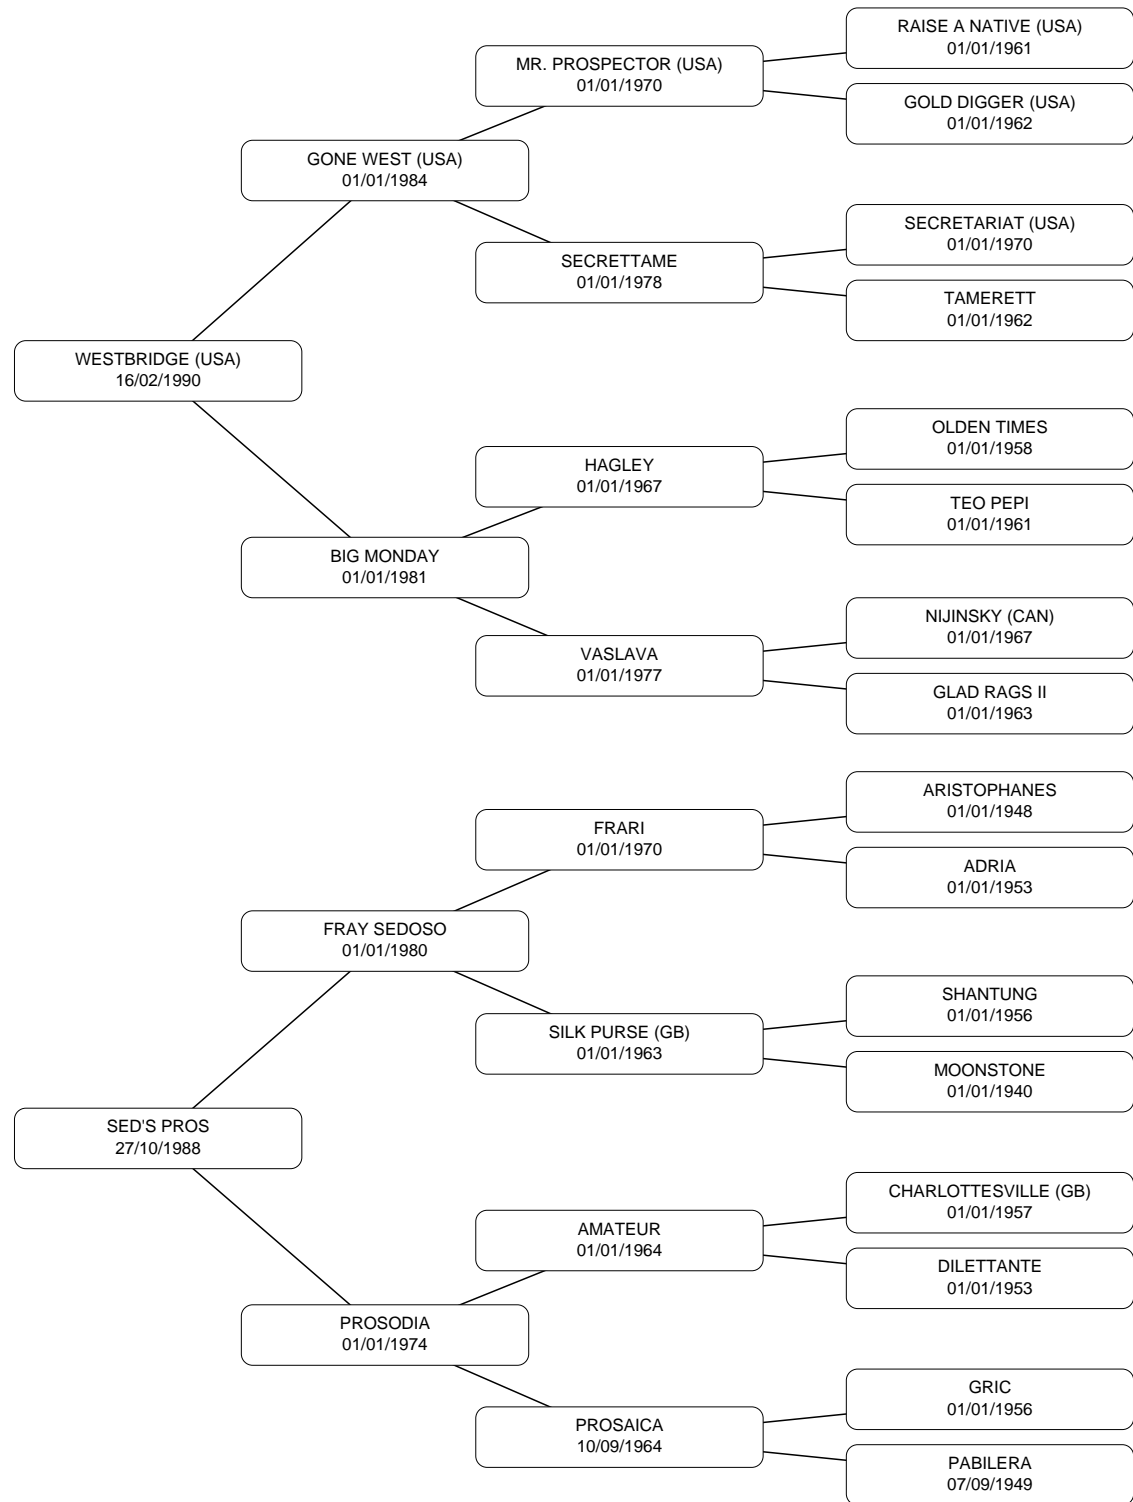 RAISE A NATIVE (USA)
01/01/1961
MR. PROSPECTOR (USA)
01/01/1970
GOLD DIGGER (USA)
01/01/1962
GONE WEST (USA)
01/01/1984
SECRETARIAT (USA)
01/01/1970
SECRETTAME
01/01/1978
TAMERETT
01/01/1962
WESTBRIDGE (USA)
16/02/1990
OLDEN TIMES
01/01/1958
HAGLEY
01/01/1967
TEO PEPI
01/01/1961
BIG MONDAY
01/01/1981
NIJINSKY (CAN)
01/01/1967
VASLAVA
01/01/1977
GLAD RAGS II
01/01/1963
ARISTOPHANES
01/01/1948
FRARI
01/01/1970
ADRIA
01/01/1953
FRAY SEDOSO
01/01/1980
SHANTUNG
01/01/1956
SILK PURSE (GB)
01/01/1963
MOONSTONE
01/01/1940
SED'S PROS
27/10/1988
CHARLOTTESVILLE (GB)
01/01/1957
AMATEUR
01/01/1964
DILETTANTE
01/01/1953
PROSODIA
01/01/1974
GRIC
01/01/1956
PROSAICA
10/09/1964
PABILERA
07/09/1949